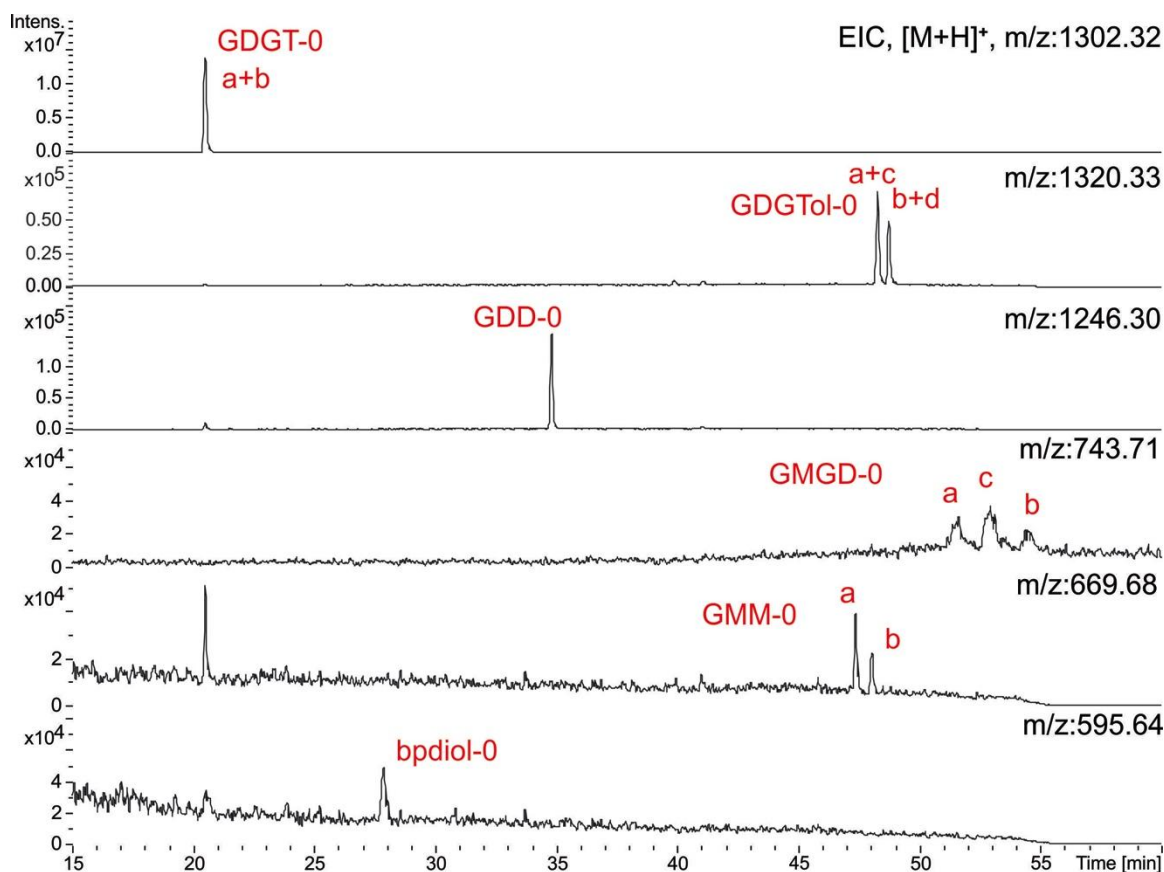 Intens.
x10⁷
GDGT-0
a+b
EIC, [M+H]⁺, m/z:1302.32
1.0
0.5
0.0
x10⁵
a+c
m/z:1320.33
GDGTol-0
b+d
0.50
0.25
0.00
x10⁵
GDD-0
m/z:1246.30
1.0
0.5
0.0
x10⁴
m/z:743.71
GMGD-0
a
c
b
4
2
0
x10⁴
m/z:669.68
GMM-0
a
b
2
0
x10⁴
m/z:595.64
bpdiol-0
4
2
0
15 20 25 30 35 40 45 50 55 Time [min]